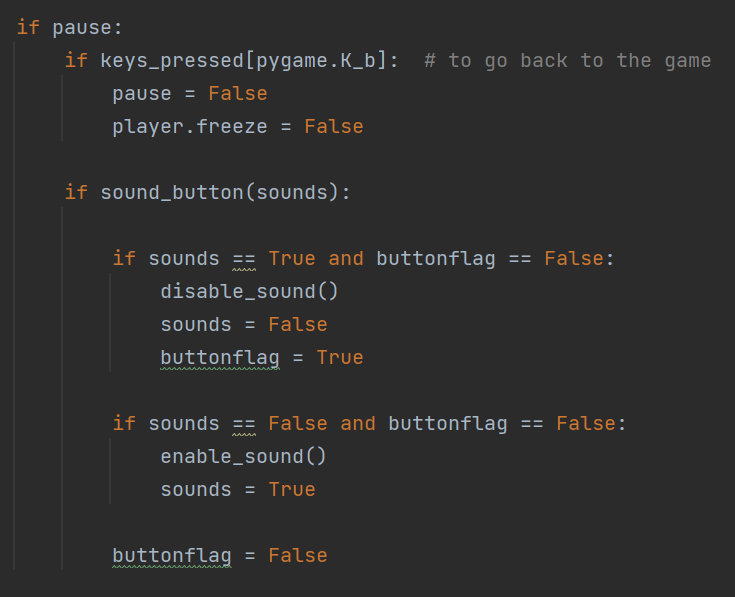 if pause:
    if keys_pressed[pygame.K_b]:  # to go back to the game
        pause = False
        player.freeze = False

    if sound_button(sounds):

        if sounds == True and buttonflag == False:
            disable_sound()
            sounds = False
            buttonflag = True

        if sounds == False and buttonflag == False:
            enable_sound()
            sounds = True

        buttonflag = False